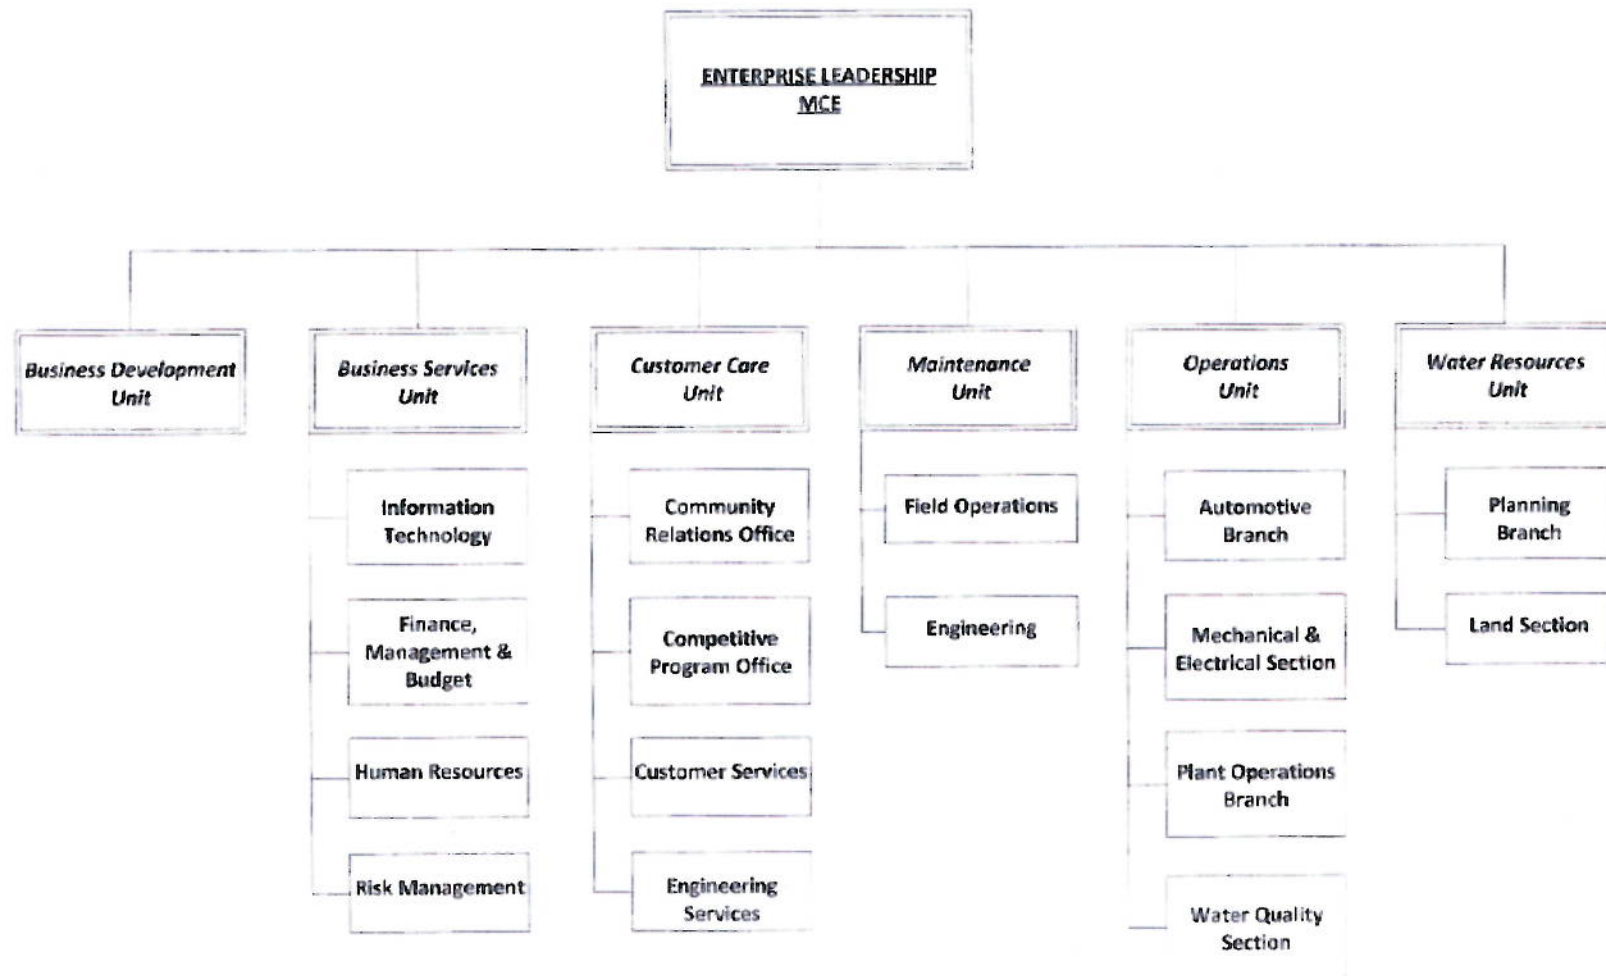 ENTERPRISE LEADERSHIP
MCE
Business Development
Unit
Business Services
Unit
Customer Care
Unit
Maintenance
Unit
Operations
Unit
Water Resources
Unit
Information
Technology
Finance,
Management &
Budget
Human Resources
Risk Management
Community
Relations Office
Competitive
Program Office
Customer Services
Engineering
Services
Field Operations
Engineering
Automotive
Branch
Mechanical &
Electrical Section
Plant Operations
Branch
Water Quality
Section
Planning
Branch
Land Section